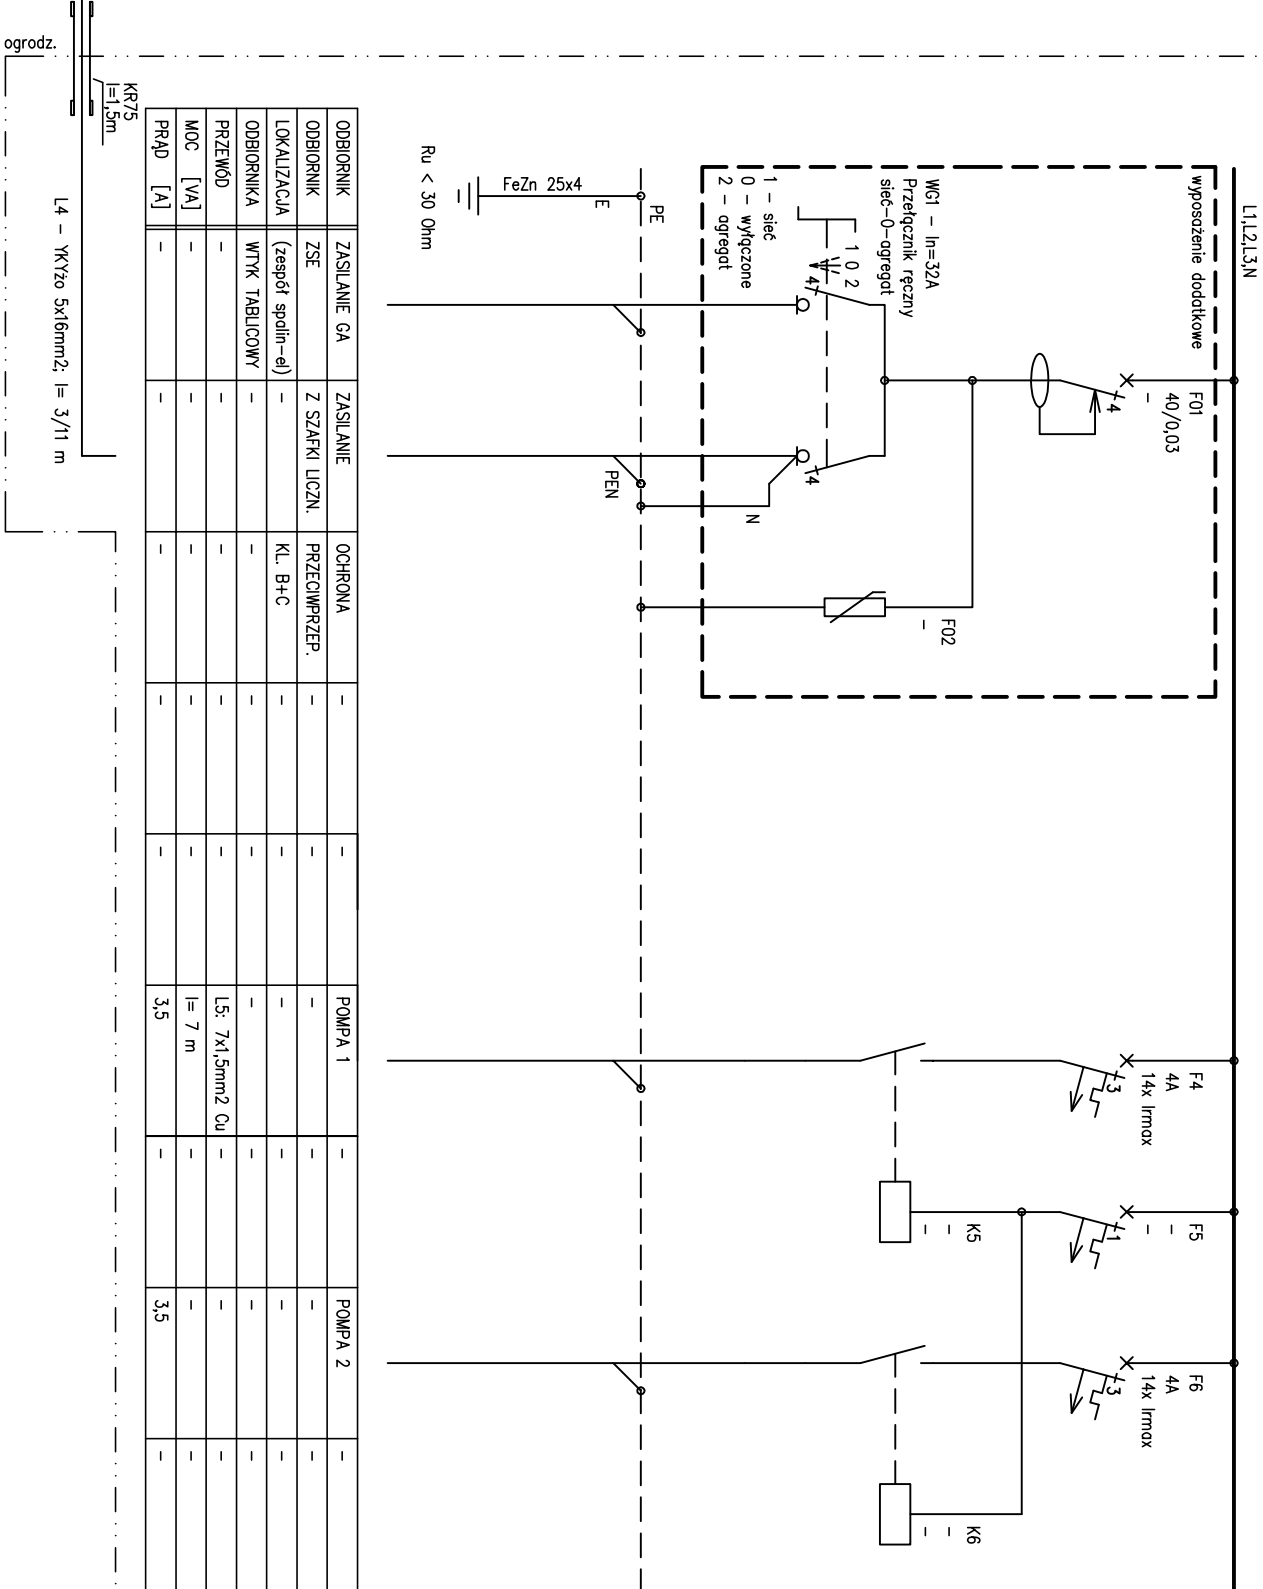 ogrodz.
KR75
l=1,5m
L4 - YKYżo 5x16mm2; l= 3/11 m
L1,L2,L3,N
wyposażenie dodatkowe
F01
40/0,03
-
4
WG1 - In=32A
Przełącznik ręczny
sieć-0-agregat
1 0 2
4
4
1 - sieć
0 - wyłączone
2 - agregat
N
F02
-
PE
E
FeZn 25x4
Ru < 30 Ohm
PEN
F4
4A
14x Irmax
3
F5
-
-
1
K5
-
-
F6
4A
14x Irmax
3
K6
-
-
ODBIORNIK ZASILANIE GA ZASILANIE OCHRONA - - POMPA 1 - POMPA 2 -
ODBIORNIK ZSE Z SZAFKI LICZN. PRZECIWPRZEP. - - - - - -
LOKALIZACJA (zespół spalin-el) - KL. B+C - - - - - -
ODBIORNIKA WTYK TABLICOWY - - - - - - - -
PRZEWÓD - - - - - L5: 7x1,5mm2 Cu - - -
MOC [VA] - - - - - l= 7 m - - -
PRĄD [A] - - - - - 3,5 - 3,5 -